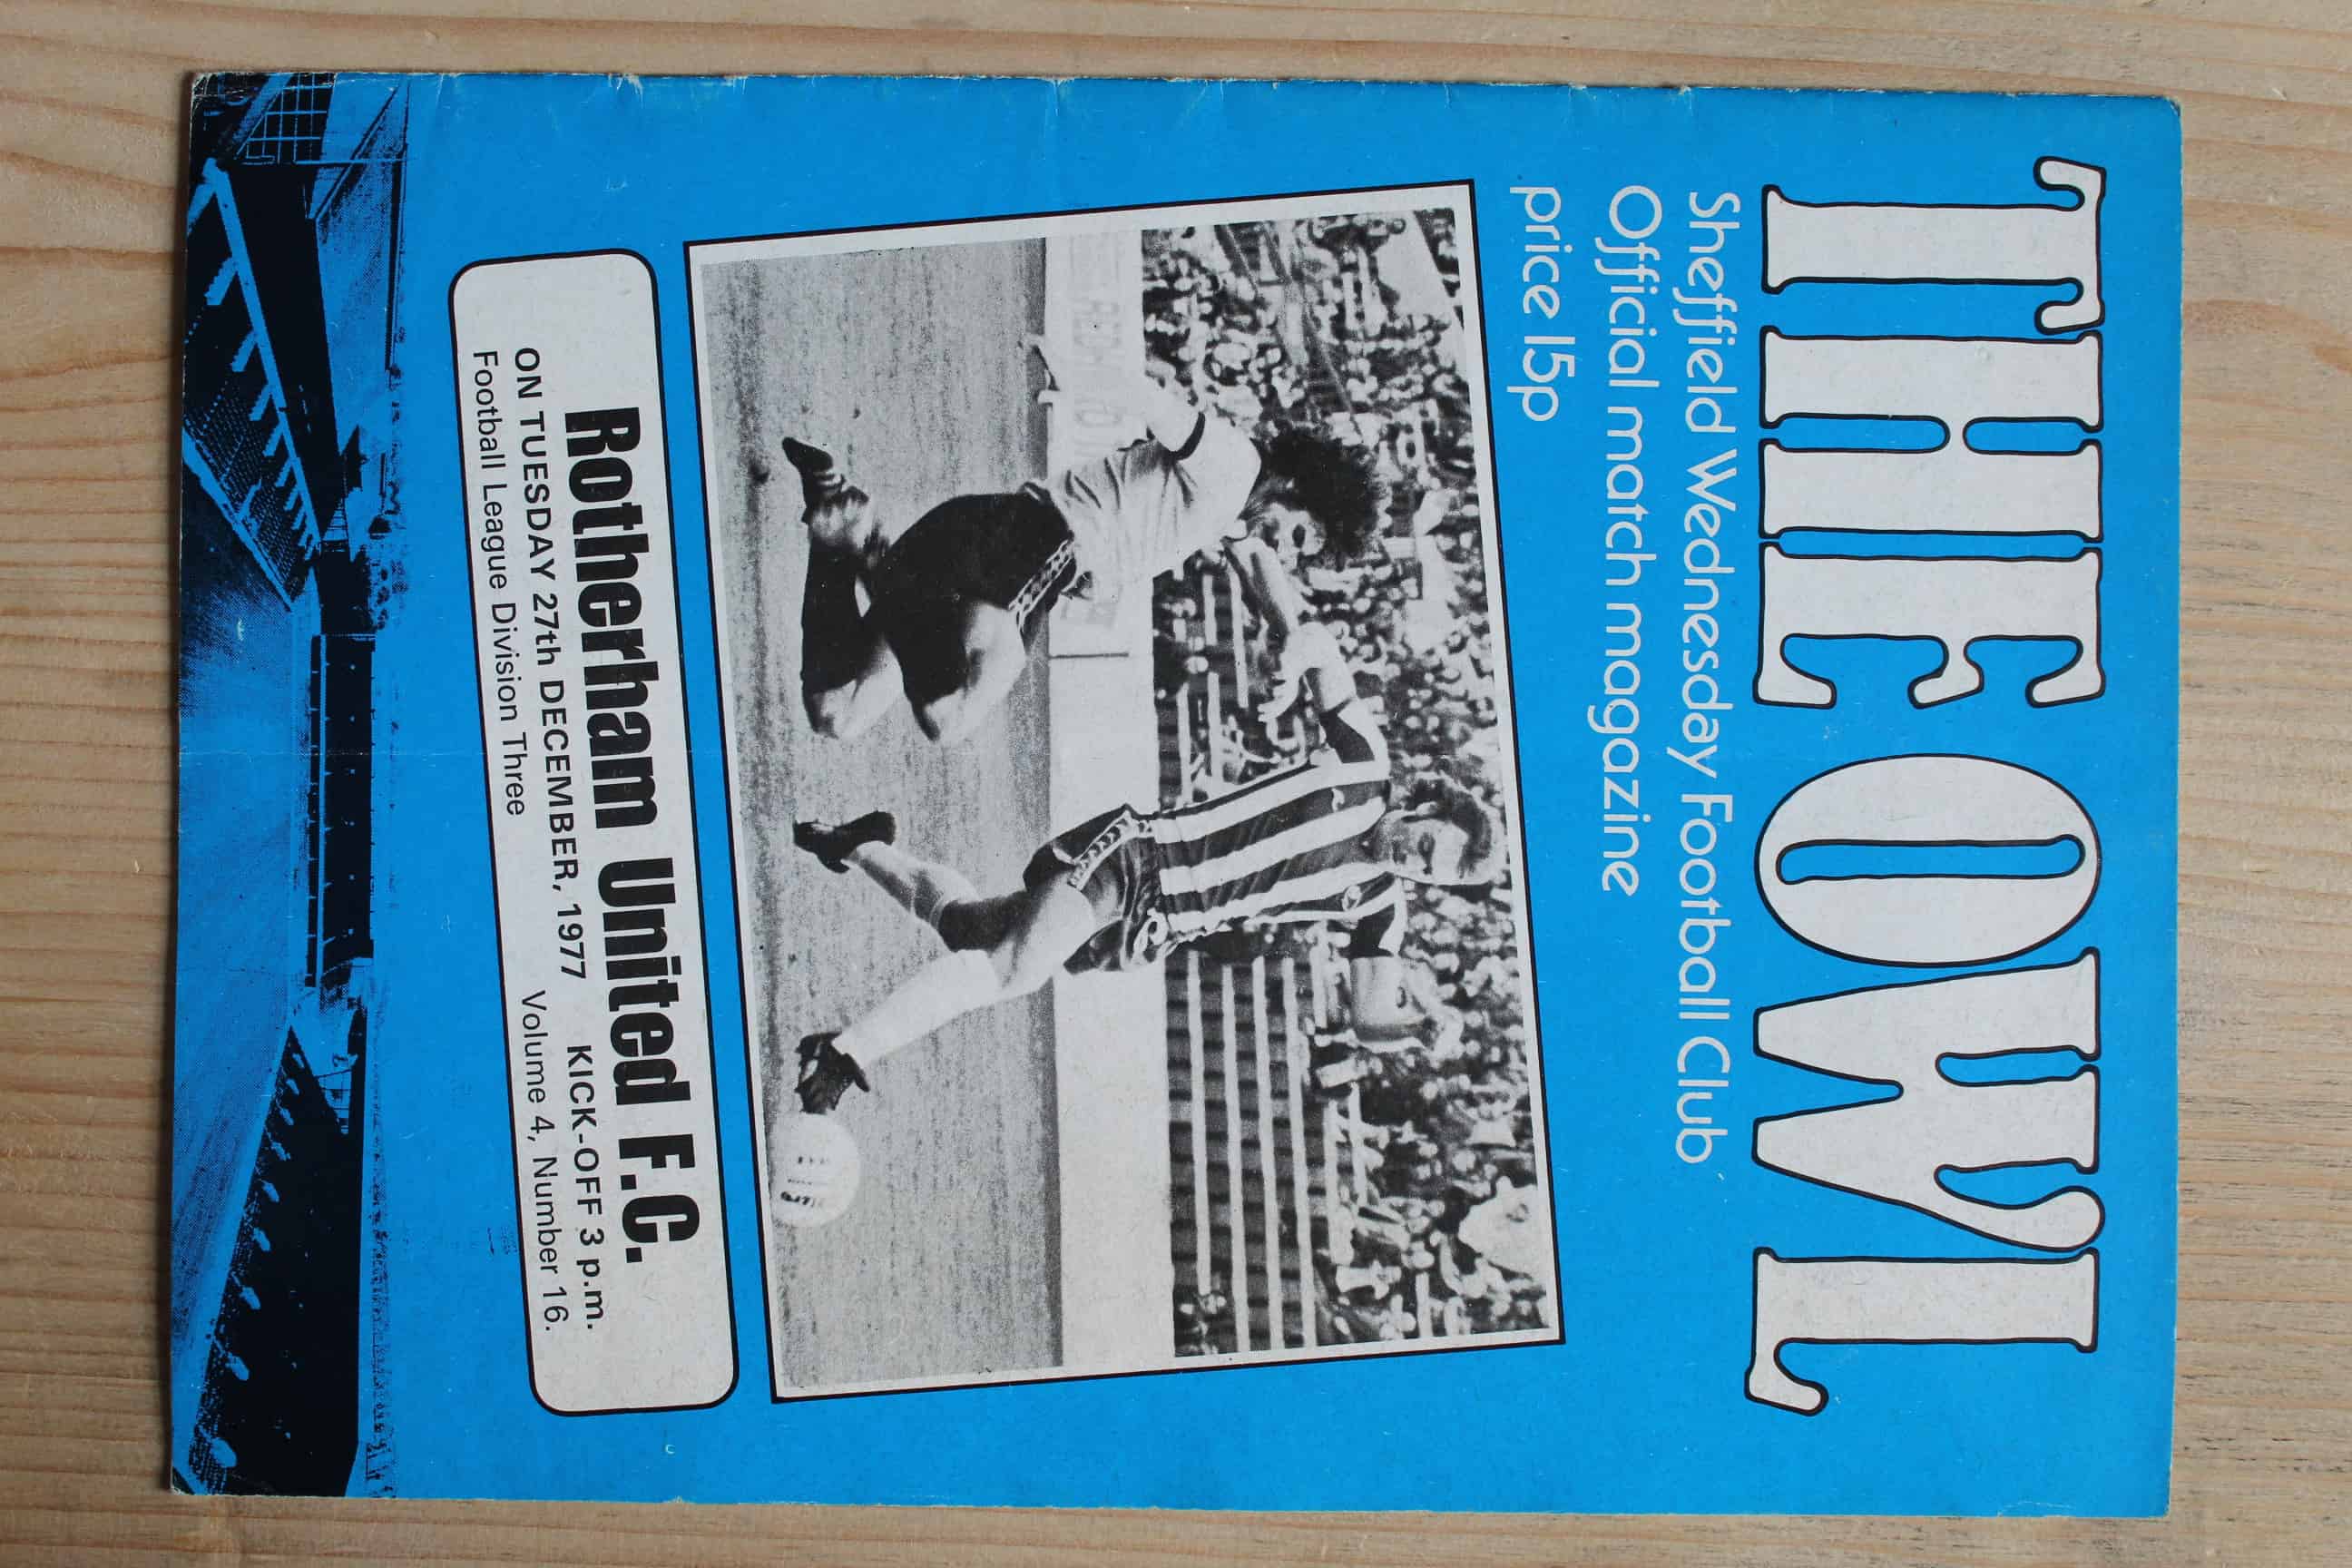 THE OWL
Sheffield Wednesday Football Club
Official match magazine
price 15p
Rotherham United F.C.
ON TUESDAY 27th DECEMBER, 1977 KICK-OFF 3 p.m.
Football League Division Three Volume 4, Number 16.